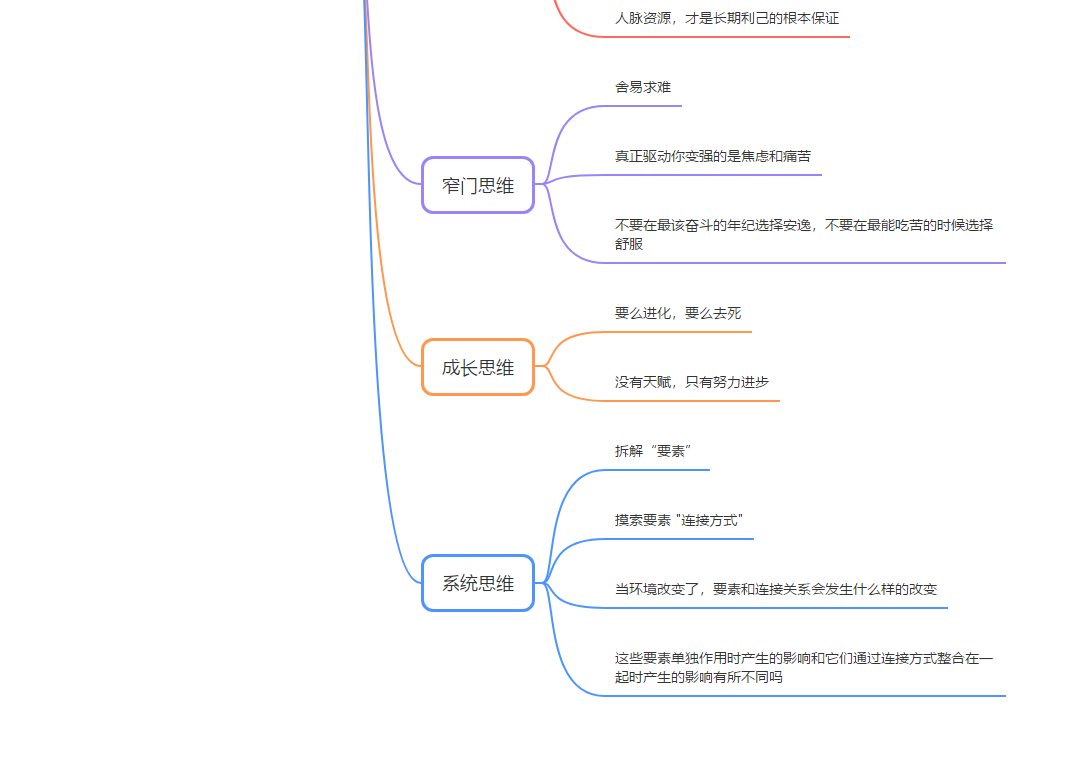 人脉资源，才是长期利己的根本保证
窄门思维
舍易求难
真正驱动你变强的是焦虑和痛苦
不要在最该奋斗的年纪选择安逸，不要在最能吃苦的时候选择
舒服
成长思维
要么进化，要么去死
没有天赋，只有努力进步
系统思维
拆解“要素”
摸索要素 "连接方式"
当环境改变了，要素和连接关系会发生什么样的改变
这些要素单独作用时产生的影响和它们通过连接方式整合在一
起时产生的影响有所不同吗